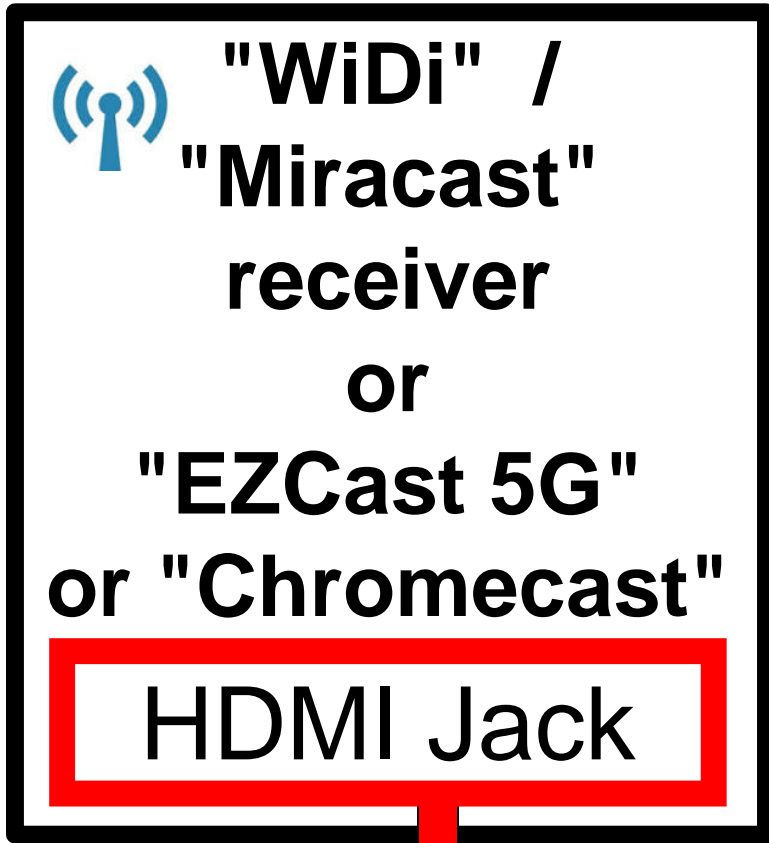 "WiDi" /
"Miracast"
receiver
or
"EZCast 5G"
or "Chromecast"
HDMI Jack